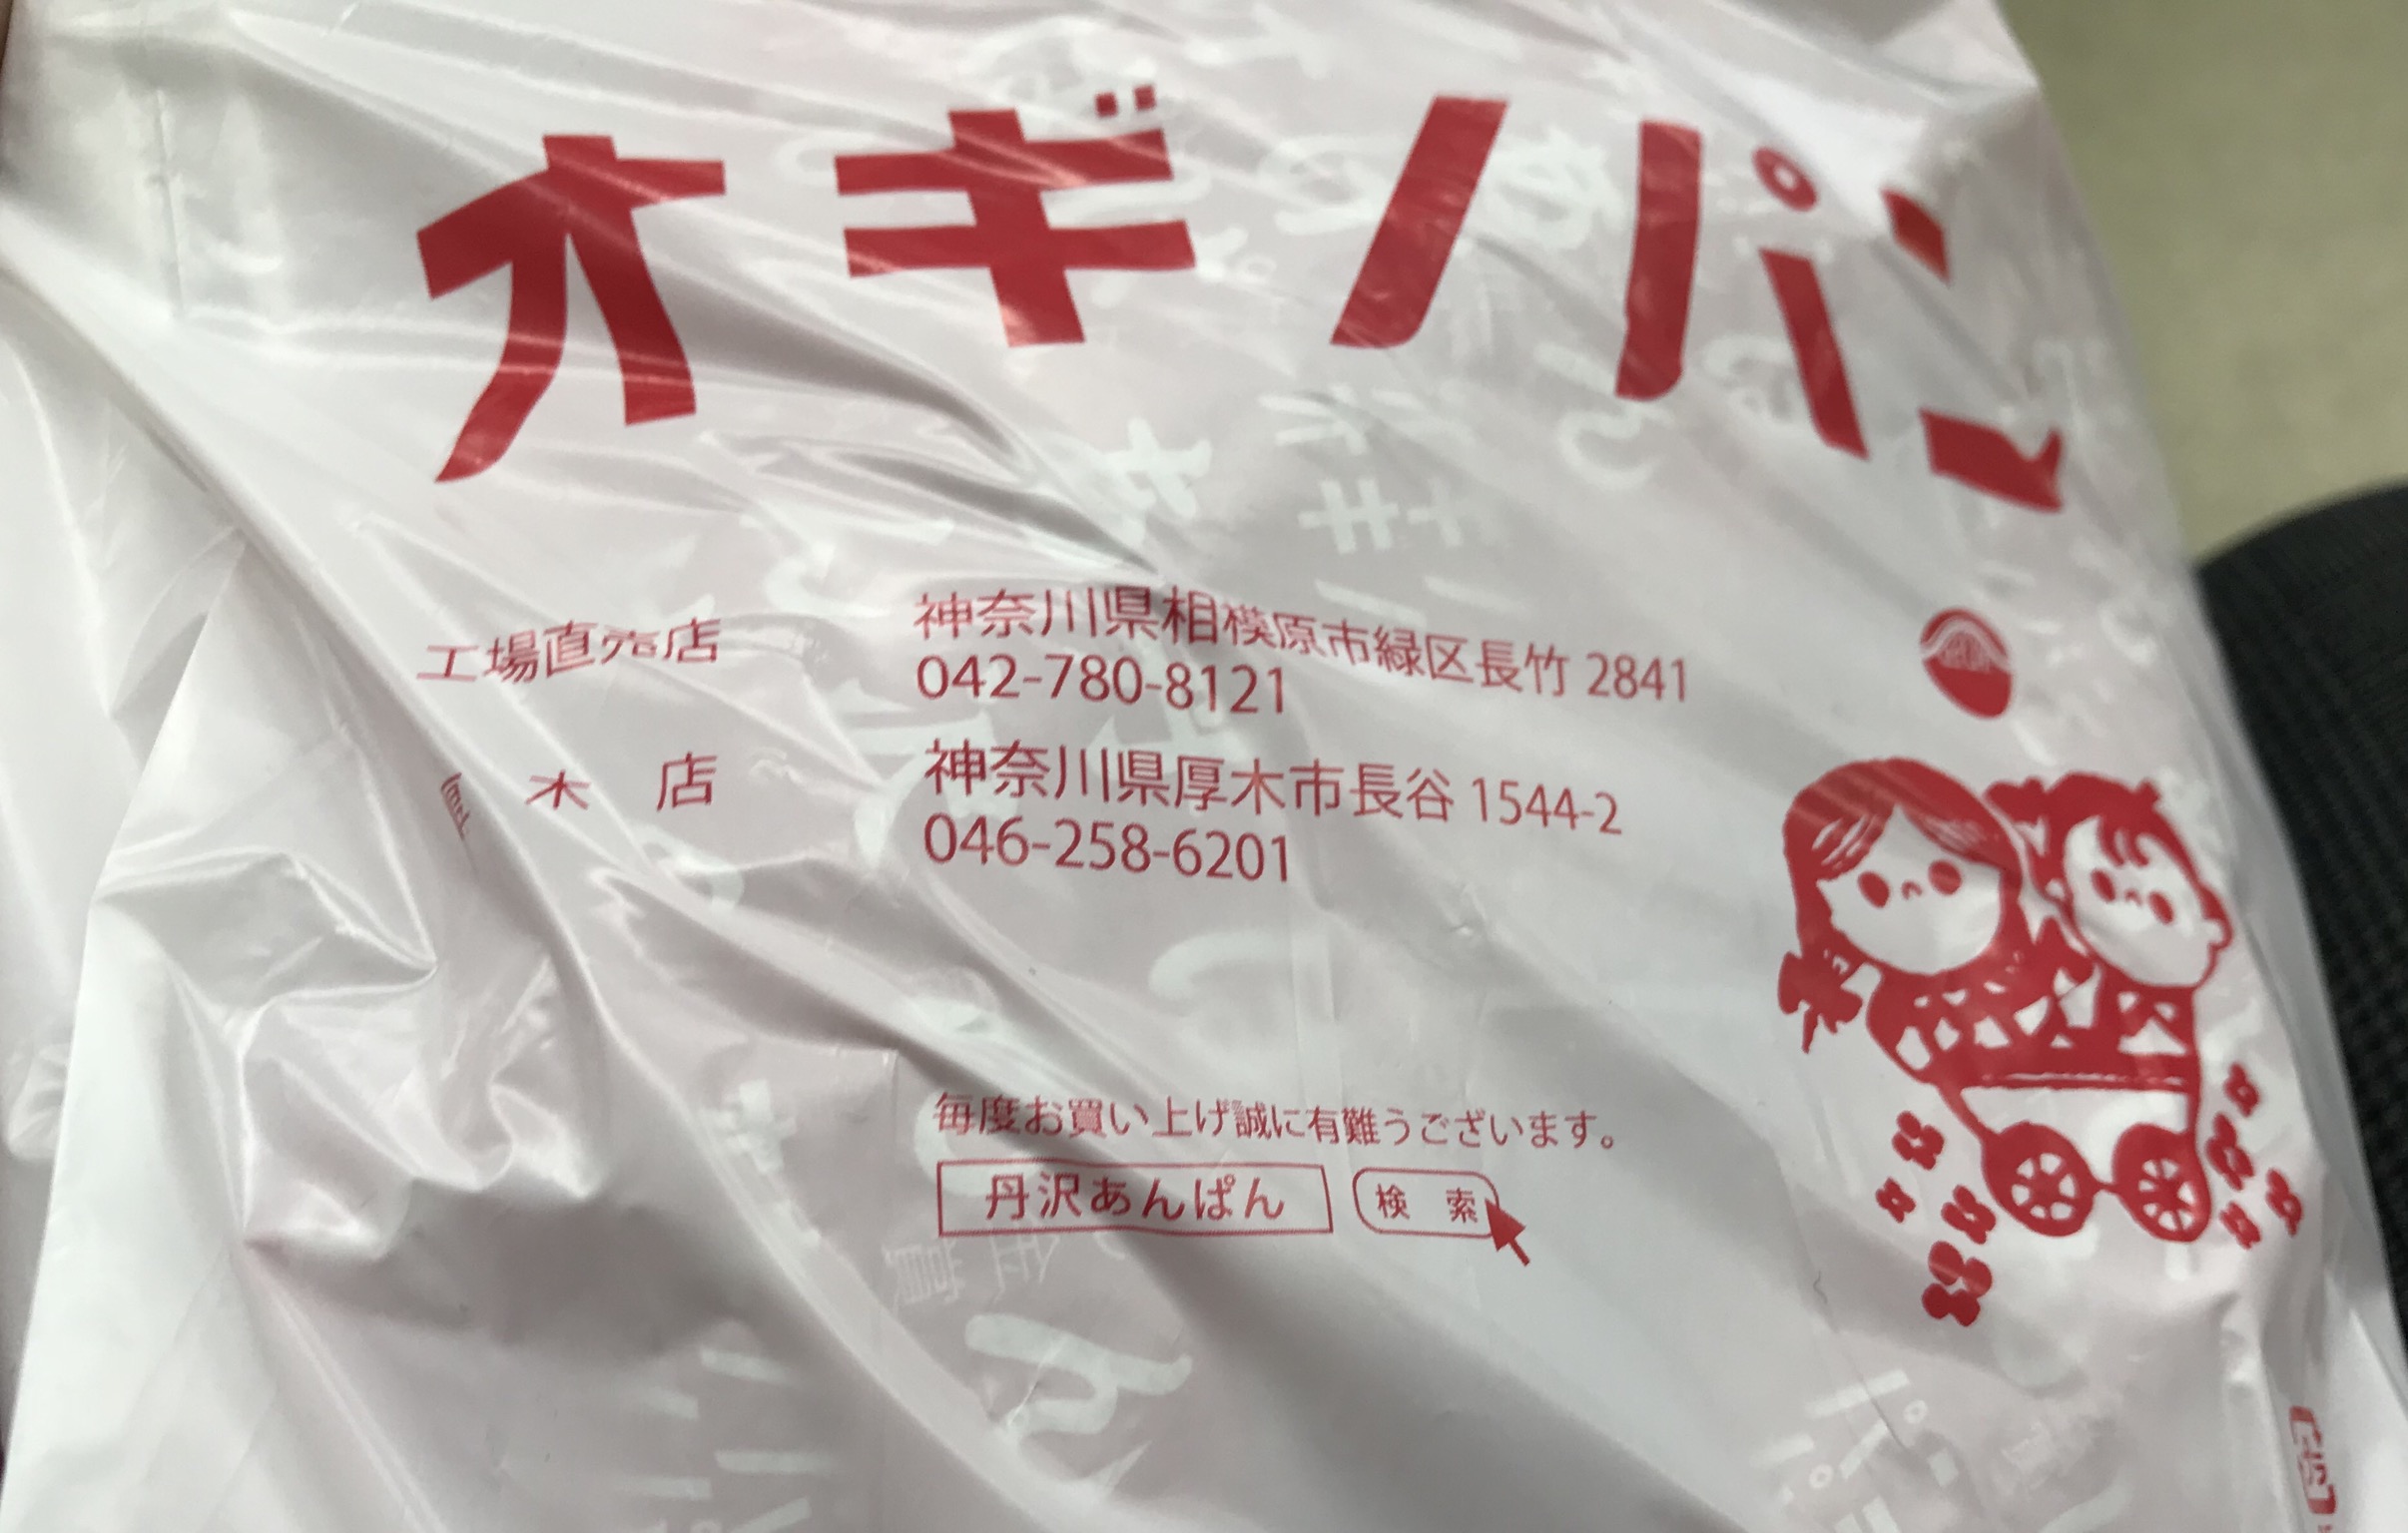 オギノパン
工場直売店
神奈川県相模原市緑区長竹 2841
042-780-8121
木 店
神奈川県厚木市長谷 1544-2
046-258-6201
毎度お買い上げ誠に有難うございます。
丹沢あんぱん
検 索